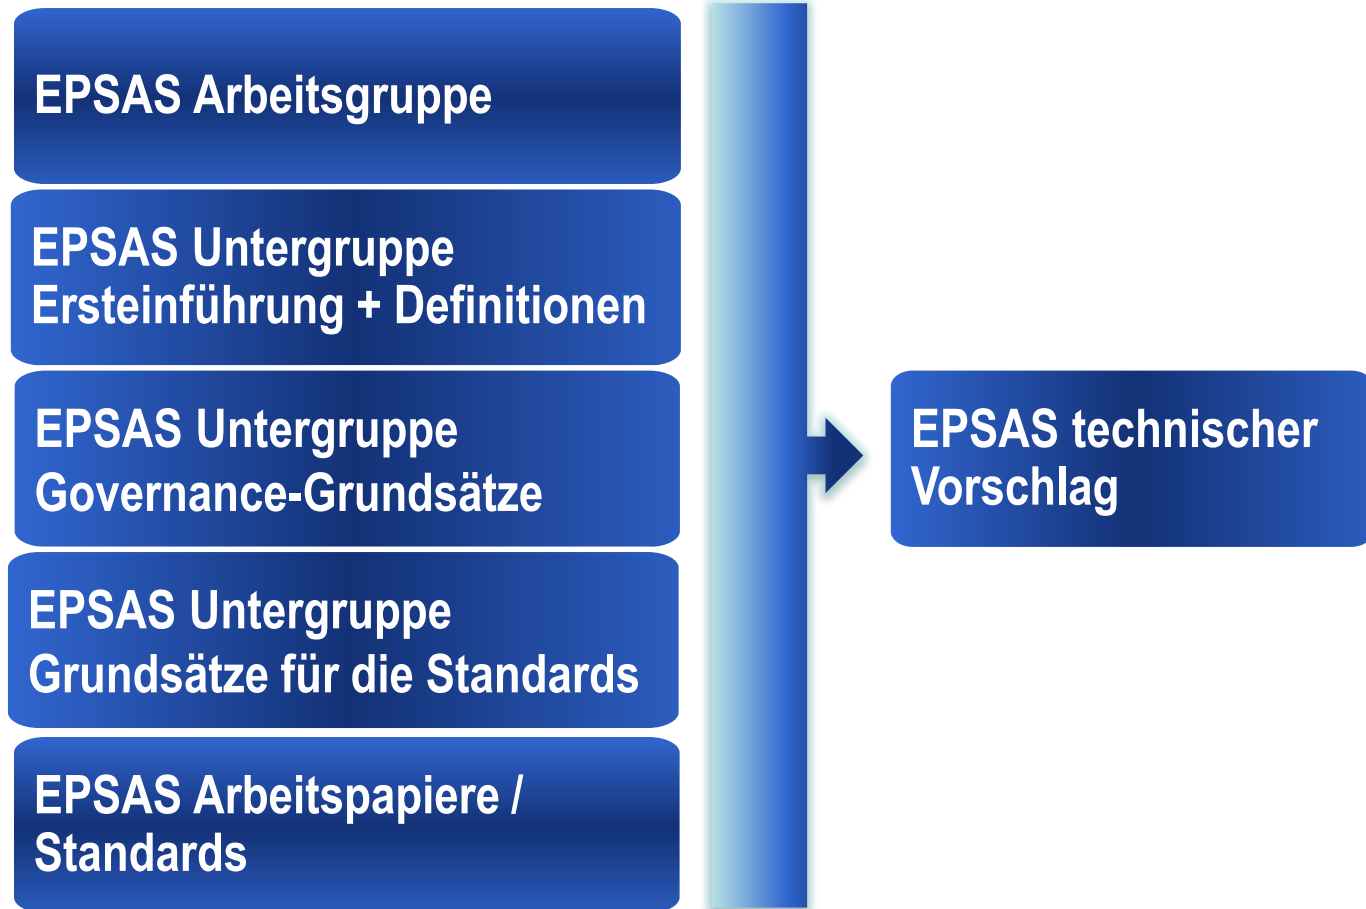 EPSAS Arbeitsgruppe
EPSAS Untergruppe
Ersteinführung + Definitionen
EPSAS Untergruppe
Governance-Grundsätze
EPSAS Untergruppe
Grundsätze für die Standards
EPSAS Arbeitspapiere /
Standards
EPSAS technischer
Vorschlag